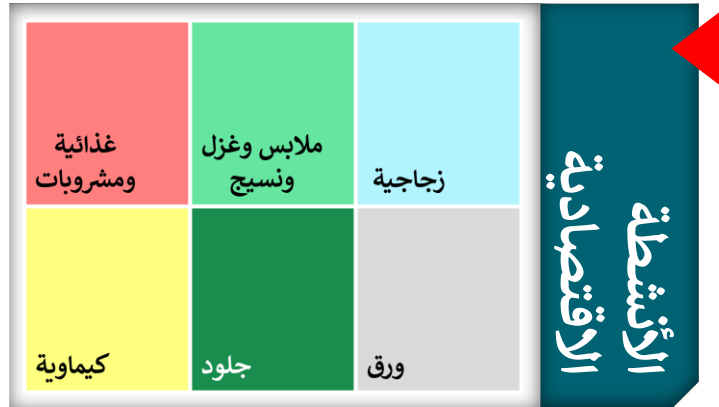 الأنشطة
الاقتصادية
زجاجية
ملابس وغزل
ونسيج
غذائية
ومشروبات
ورق
جلود
كيماوية